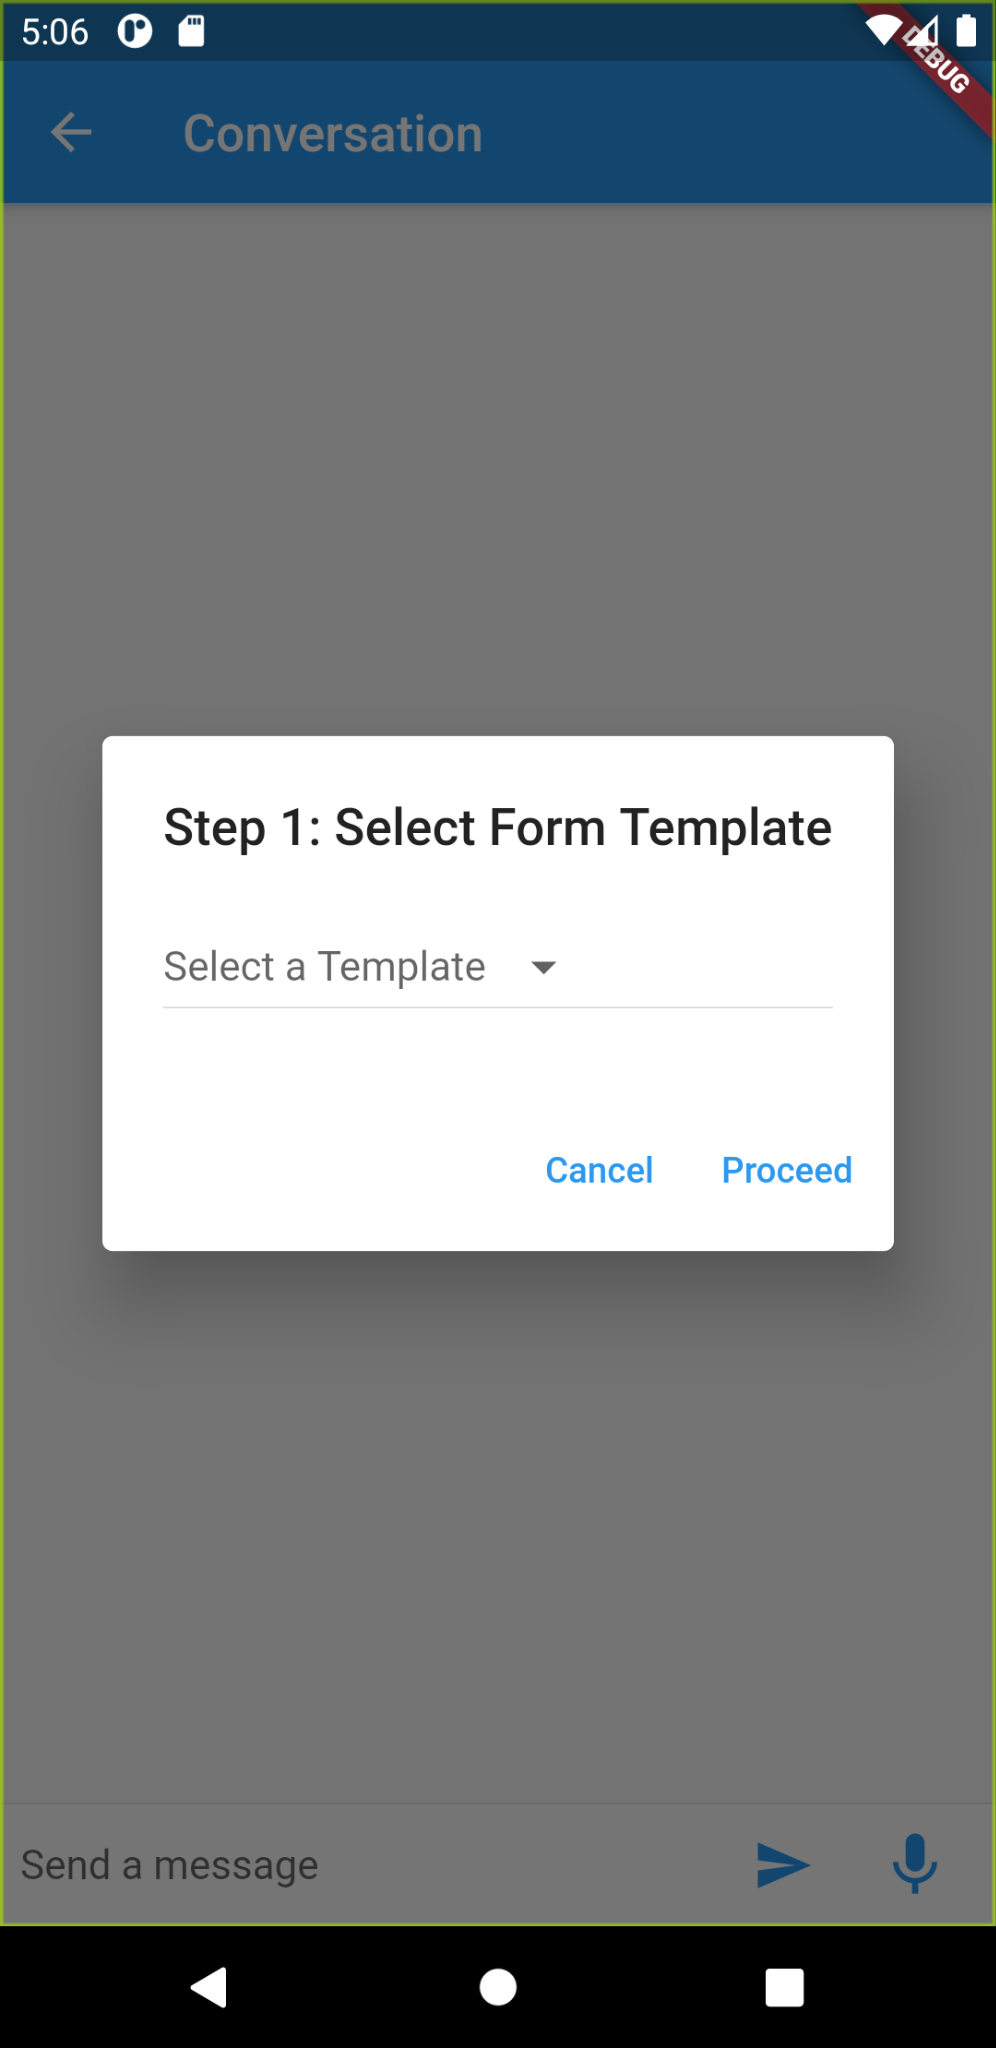 5:06
DEBUG
Conversation
Step 1: Select Form Template
Select a Template
Cancel Proceed
Send a message